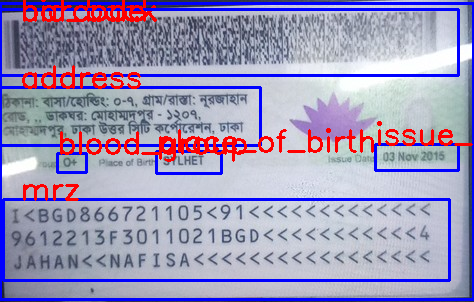 barcode
address
ঠিকানা: বাসা/হোল্ডিং: ০-৭, গ্রাম/রাস্তা: নূরজাহান
রোড, , ডাকঘর: মোহাম্মদপুর - ১২০৭,
মোহাম্মদপুর, ঢাকা উত্তর সিটি কর্পোরেশন, ঢাকা
blood_group place_of_birth issue_
O+ Place of Birth SYLHET Issue Date 03 Nov 2015
mrz
I<BGD866721105<91<<<<<<<<<<<<<
9612213F3011021BGD<<<<<<<<<<<4
JAHAN<<NAFISA<<<<<<<<<<<<<<<<<